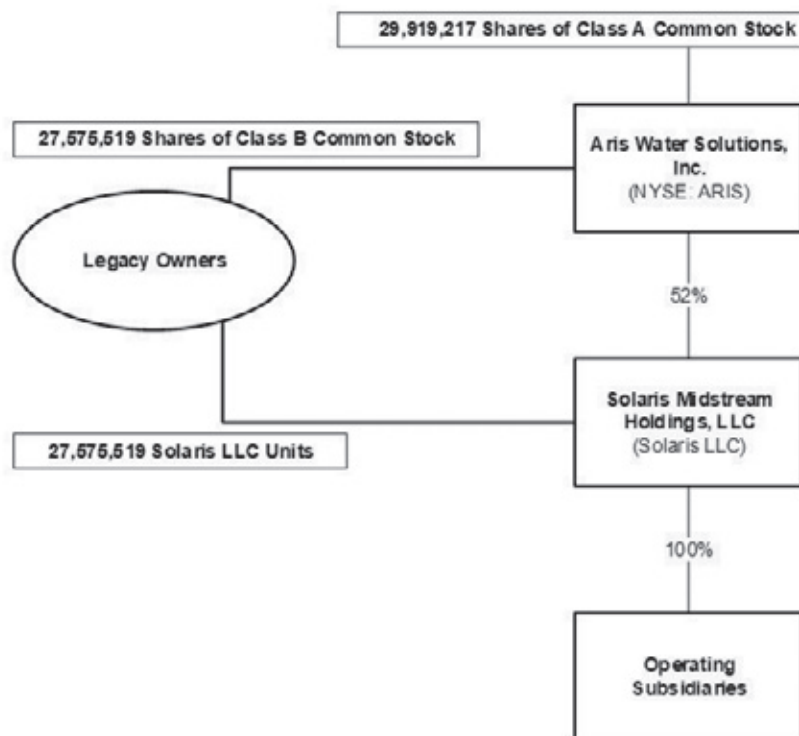 29,919,217 Shares of Class A Common Stock
27,575,519 Shares of Class B Common Stock
Aris Water Solutions,
Inc.
(NYSE: ARIS)
Legacy Owners
52%
Solaris Midstream
Holdings, LLC
(Solaris LLC)
27,575,519 Solaris LLC Units
100%
Operating
Subsidiaries